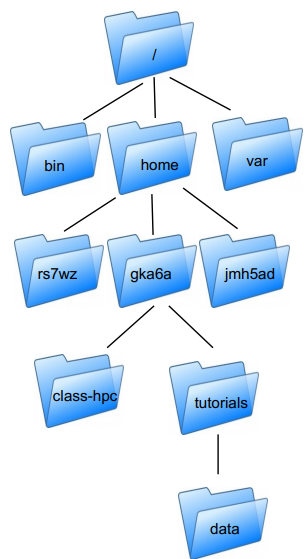 /
bin
home
var
rs7wz
gka6a
jmh5ad
class-hpc
tutorials
data